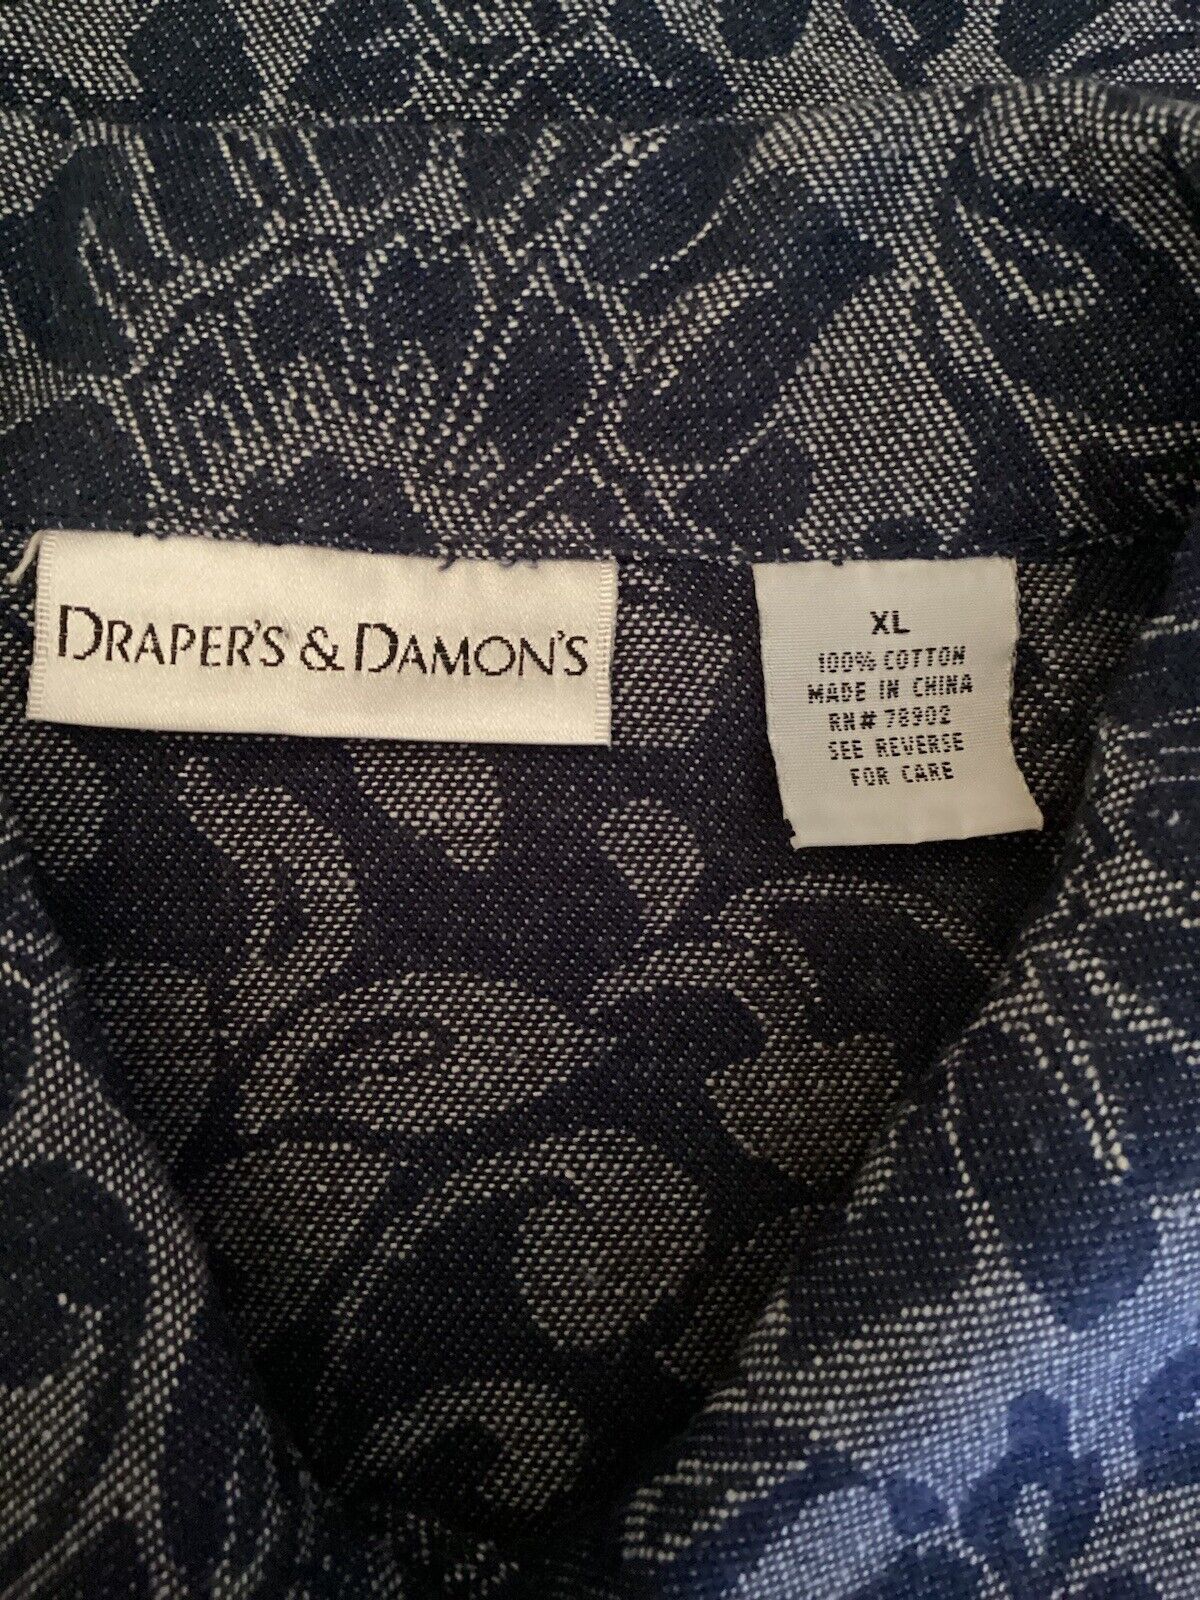 DRAPER'S & DAMON'S
XL
100% COTTON
MADE IN CHINA
RN# 78902
SEE REVERSE
FOR CARE